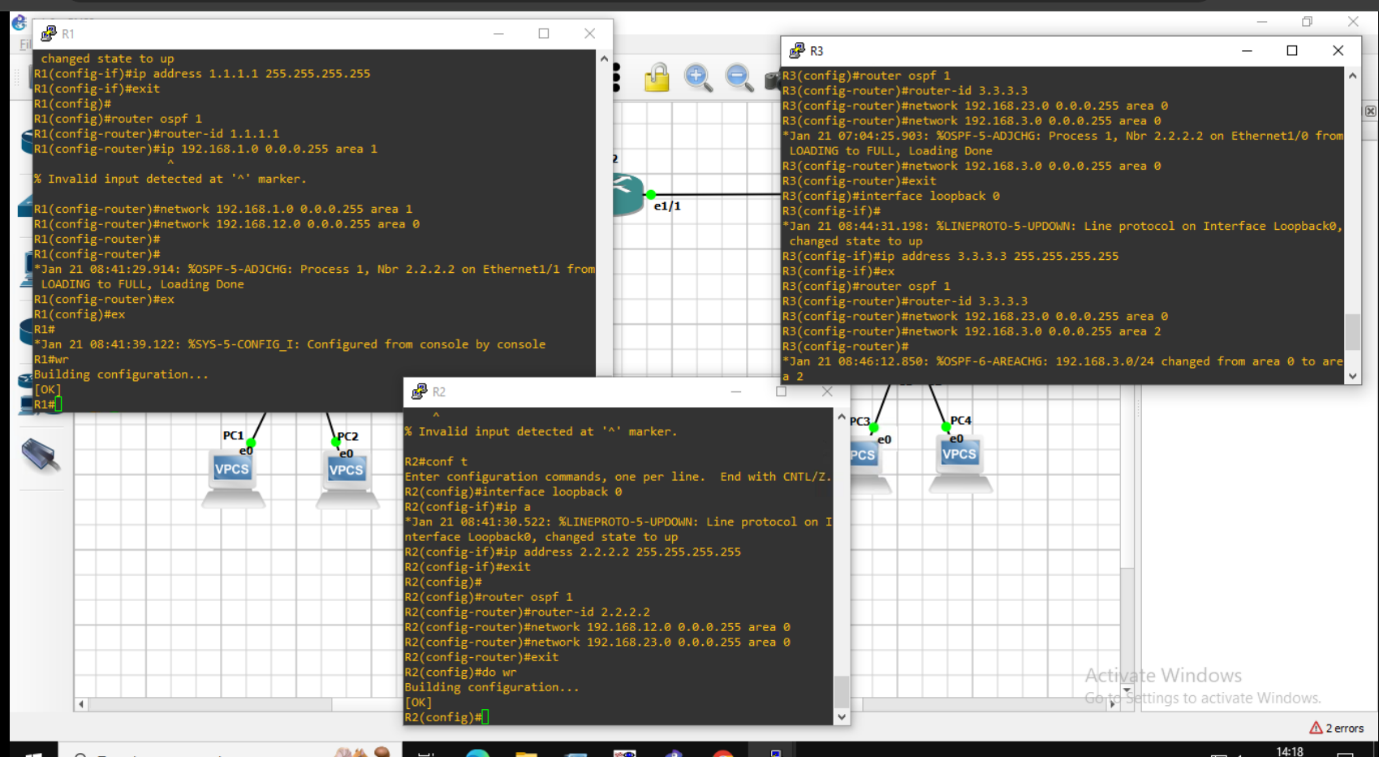 R1
changed state to up
R1(config-if)#ip address 1.1.1.1 255.255.255.255
R1(config-if)#exit
R1(config)#
R1(config)#router ospf 1
R1(config-router)#router-id 1.1.1.1
R1(config-router)#ip 192.168.1.0 0.0.0.255 area 1
^
% Invalid input detected at '^' marker.
R1(config-router)#network 192.168.1.0 0.0.0.255 area 1
R1(config-router)#network 192.168.12.0 0.0.0.255 area 0
R1(config-router)#
R1(config-router)#
*Jan 21 08:41:29.914: %OSPF-5-ADJCHG: Process 1, Nbr 2.2.2.2 on Ethernet1/1 from
LOADING to FULL, Loading Done
R1(config-router)#ex
R1(config)#ex
R1#
*Jan 21 08:41:39.122: %SYS-5-CONFIG_I: Configured from console by console
R1#wr
Building configuration...
[OK]
R1#
R3
R3(config)#router ospf 1
R3(config-router)#router-id 3.3.3.3
R3(config-router)#network 192.168.23.0 0.0.0.255 area 0
R3(config-router)#network 192.168.3.0 0.0.0.255 area 0
*Jan 21 07:04:25.903: %OSPF-5-ADJCHG: Process 1, Nbr 2.2.2.2 on Ethernet1/0 from
LOADING to FULL, Loading Done
R3(config-router)#network 192.168.3.0 0.0.0.255 area 0
R3(config-router)#exit
R3(config)#interface loopback 0
R3(config-if)#
*Jan 21 08:44:31.198: %LINEPROTO-5-UPDOWN: Line protocol on Interface Loopback0,
changed state to up
R3(config-if)#ip address 3.3.3.3 255.255.255.255
R3(config-if)#ex
R3(config)#router ospf 1
R3(config-router)#router-id 3.3.3.3
R3(config-router)#network 192.168.23.0 0.0.0.255 area 0
R3(config-router)#network 192.168.3.0 0.0.0.255 area 2
R3(config-router)#
*Jan 21 08:46:12.850: %OSPF-6-AREACHG: 192.168.3.0/24 changed from area 0 to are
a 2
e1/1
R2
^
% Invalid input detected at '^' marker.
R2#conf t
Enter configuration commands, one per line.  End with CNTL/Z.
R2(config)#interface loopback 0
R2(config-if)#ip a
*Jan 21 08:41:30.522: %LINEPROTO-5-UPDOWN: Line protocol on I
nterface Loopback0, changed state to up
R2(config-if)#ip address 2.2.2.2 255.255.255.255
R2(config-if)#exit
R2(config)#
R2(config)#router ospf 1
R2(config-router)#router-id 2.2.2.2
R2(config-router)#network 192.168.12.0 0.0.0.255 area 0
R2(config-router)#network 192.168.23.0 0.0.0.255 area 0
R2(config-router)#exit
R2(config)#do wr
Building configuration...
[OK]
R2(config)#
PC1
e0
VPCS
PC2
e0
VPCS
PC3
e0
PCS
PC4
e0
VPCS
Activate Windows
Go to Settings to activate Windows.
2 errors
14:18